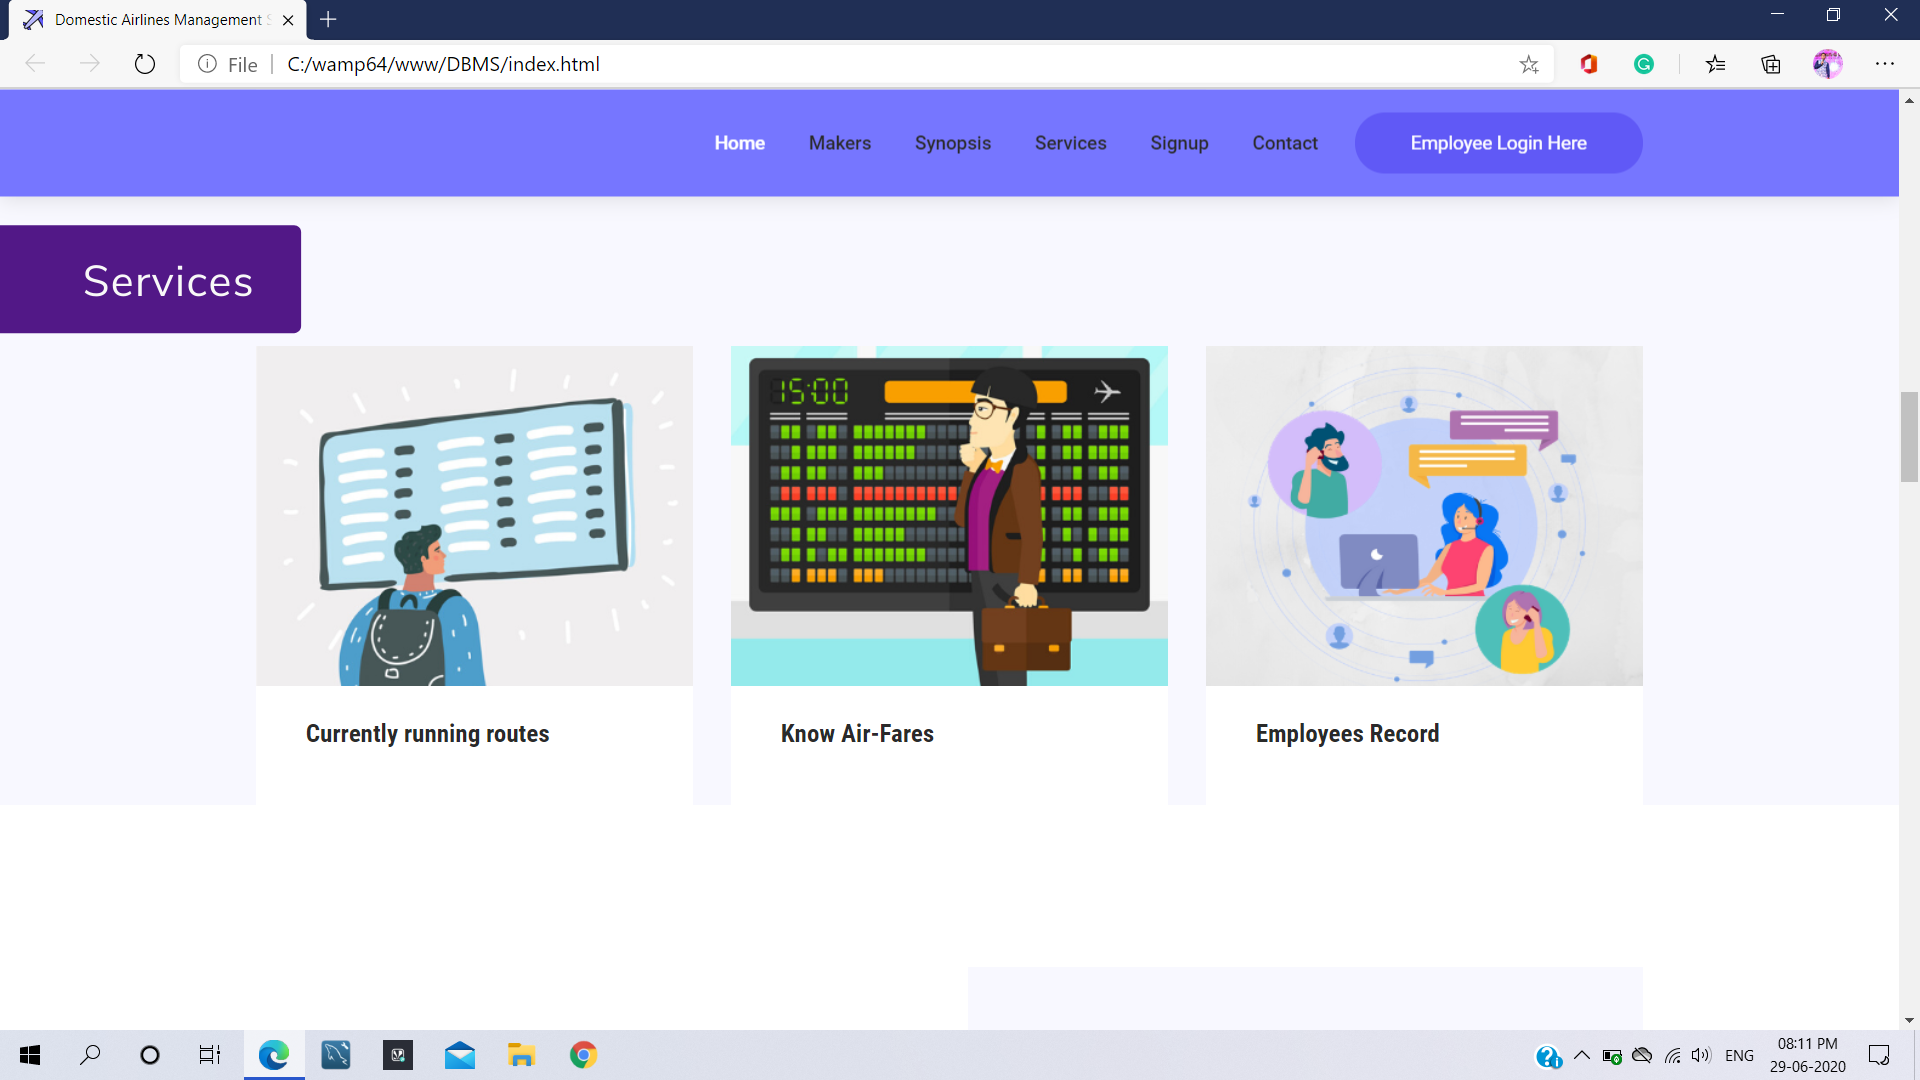 Domestic Airlines Management
File
C:/wamp64/www/DBMS/index.html
Home
Makers
Synopsis
Services
Signup
Contact
Employee Login Here
Services
15:00
Currently running routes
Know Air-Fares
Employees Record
ENG
08:11 PM
29-06-2020